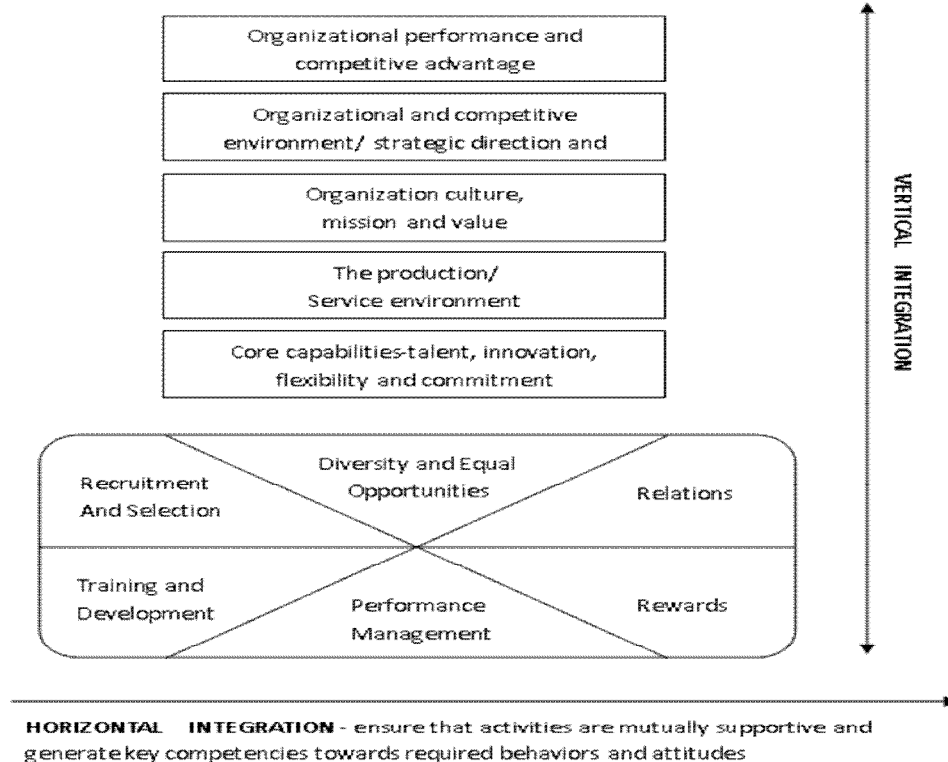 Organizational performance and
competitive advantage
Organizational and competitive
environment/ strategic direction and
Organization culture,
mission and value
The production/
Service environment
Core capabilities-talent, innovation,
flexibility and commitment
VERTICAL INTEGRATION
Recruitment
And Selection
Diversity and Equal
Opportunities
Relations
Training and
Development
Performance
Management
Rewards
HORIZONTAL INTEGRATION - ensure that activities are mutually supportive and
generate key competencies towards required behaviors and attitudes